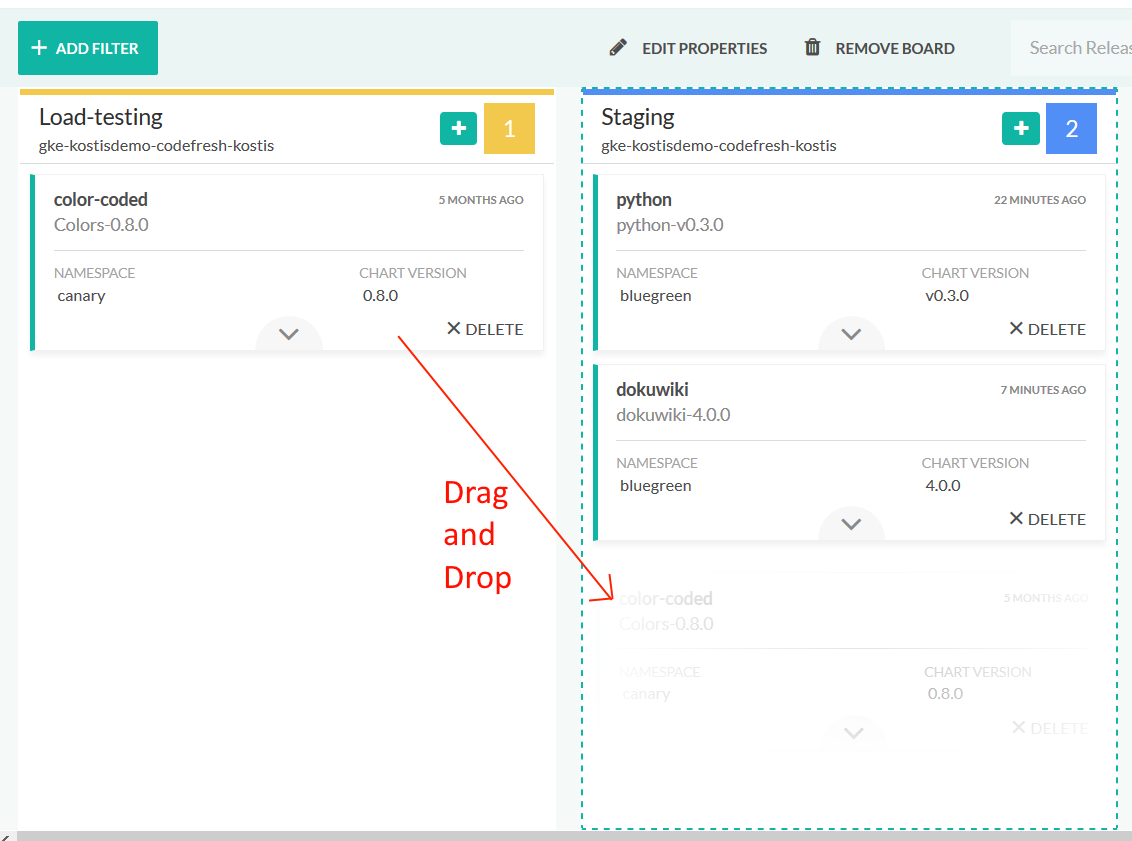 ADD FILTER
EDIT PROPERTIES
REMOVE BOARD
Search
Load-testing
gke-kostisdemo-codefresh-kostis
1
color-coded
5 MONTHS AGO
Colors-0.8.0
NAMESPACE
CHART VERSION
canary
0.8.0
DELETE
Drag
and
Drop
Staging
gke-kostisdemo-codefresh-kostis
2
python
22 MINUTES AGO
python-v0.3.0
NAMESPACE
CHART VERSION
bluegreen
v0.3.0
DELETE
dokuwiki
7 MINUTES AGO
dokuwiki-4.0.0
NAMESPACE
CHART VERSION
bluegreen
4.0.0
DELETE
color-coded
5 MONTHS AGO
Colors-0.8.0
NAMESPACE
CHART VERSION
canary
0.8.0
DELETE